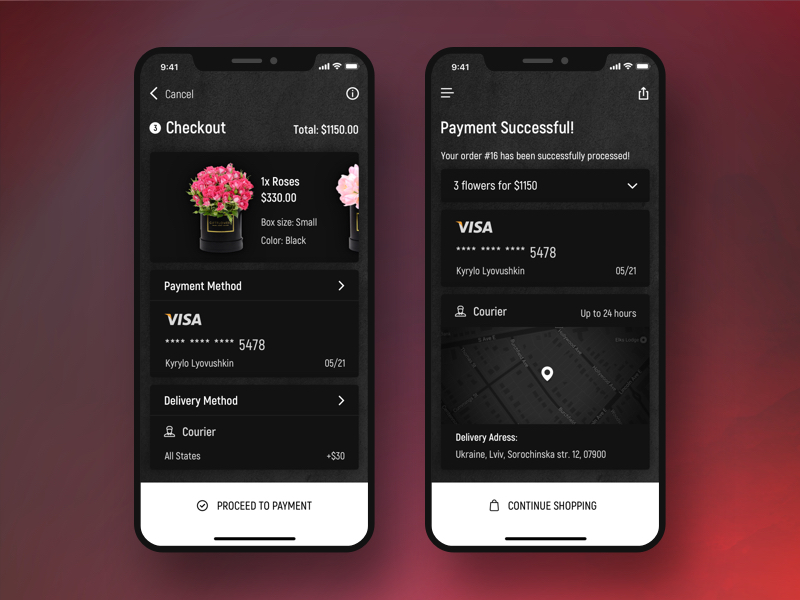 9:41
Cancel
3 Checkout
Total: $1150.00
1x Roses
$330.00
Box size: Small
Color: Black
Payment Method
VISA
**** **** **** 5478
Kyrylo Lyovushkin
05/21
Delivery Method
Courier
All States
+$30
PROCEED TO PAYMENT
9:41
Payment Successful!
Your order #16 has been successfully processed!
3 flowers for $1150
VISA
**** **** **** 5478
Kyrylo Lyovushkin
05/21
Courier
Up to 24 hours
Delivery Adress:
Ukraine, Lviv, Sorochinska str. 12, 07900
CONTINUE SHOPPING